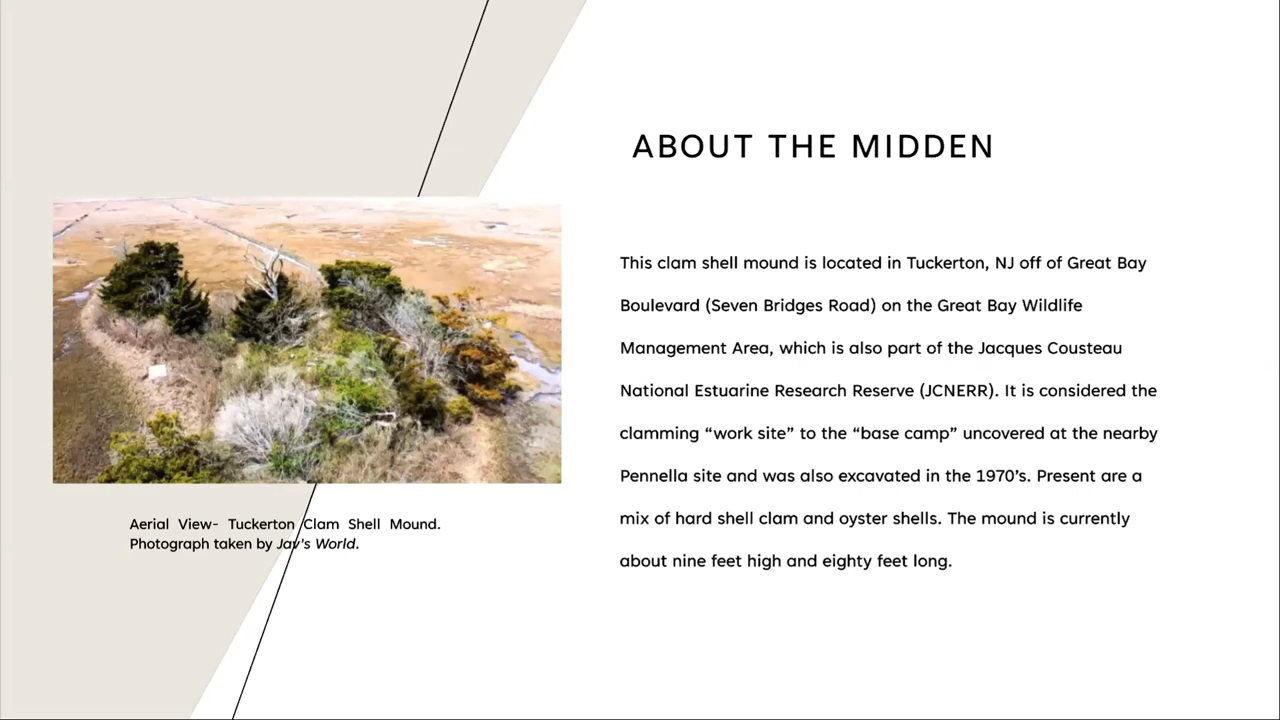 ABOUT THE MIDDEN
This clam shell mound is located in Tuckerton, NJ off of Great Bay
Boulevard (Seven Bridges Road) on the Great Bay Wildlife
Management Area, which is also part of the Jacques Cousteau
National Estuarine Research Reserve (JCNERR). It is considered the
clamming “work site” to the “base camp” uncovered at the nearby
Pennella site and was also excavated in the 1970’s. Present are a
mix of hard shell clam and oyster shells. The mound is currently
about nine feet high and eighty feet long.
Aerial View- Tuckerton Clam Shell Mound.
Photograph taken by Jay's World.